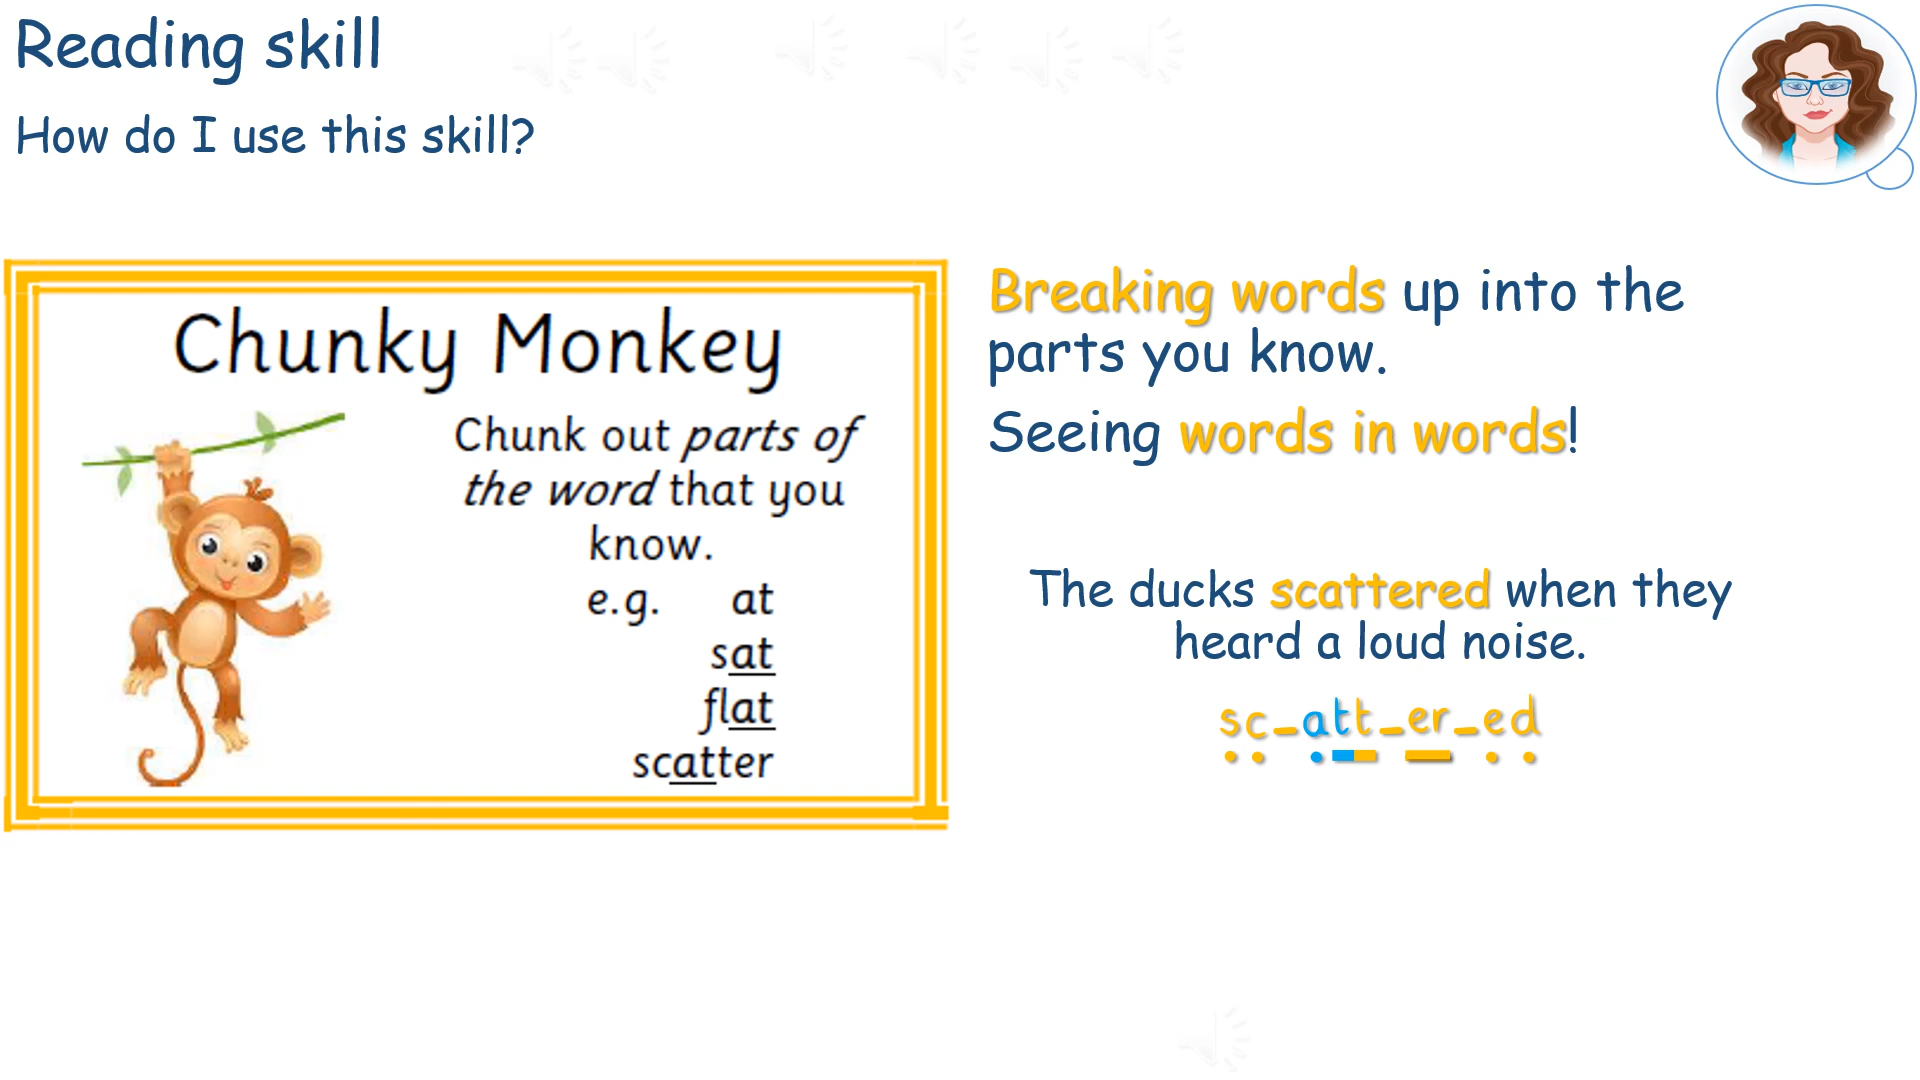 Reading skill
How do I use this skill?
Chunky Monkey
Chunk out parts of
the word that you
know.
e.g. at
sat
flat
scatter
Breaking words up into the
parts you know.
Seeing words in words!
The ducks scattered when they
heard a loud noise.
sc_att_er_ed